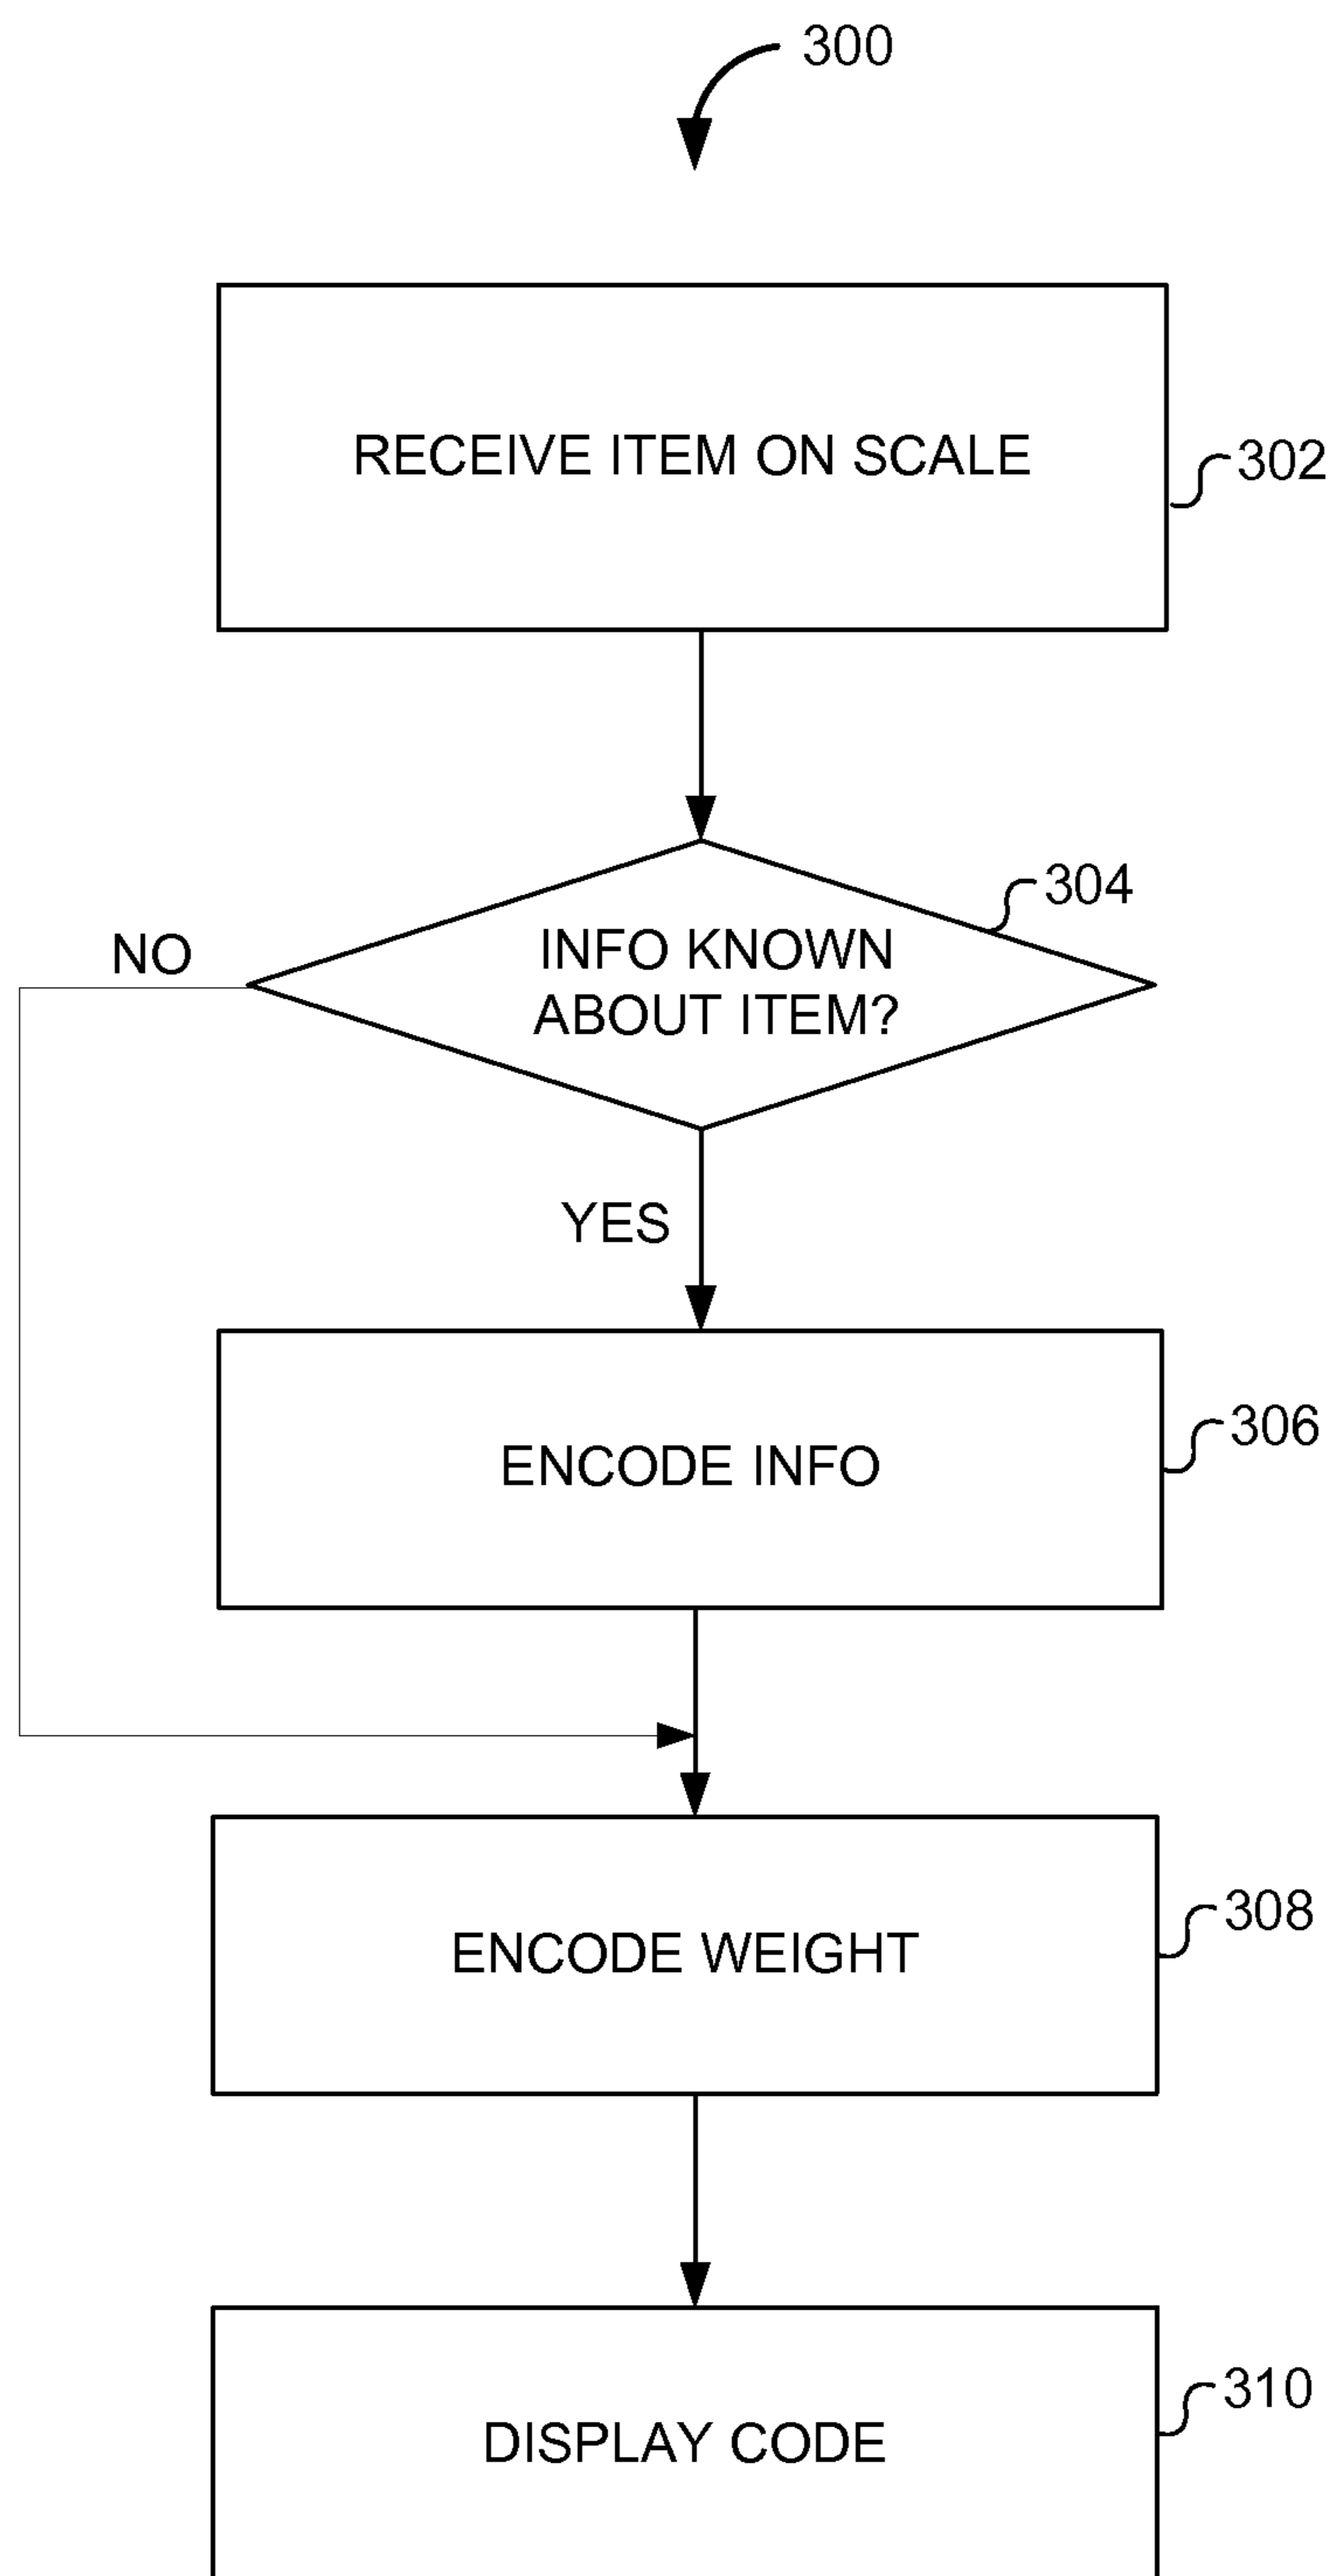 300
RECEIVE ITEM ON SCALE
302
304
NO
INFO KNOWN
ABOUT ITEM?
YES
ENCODE INFO
306
ENCODE WEIGHT
308
DISPLAY CODE
310